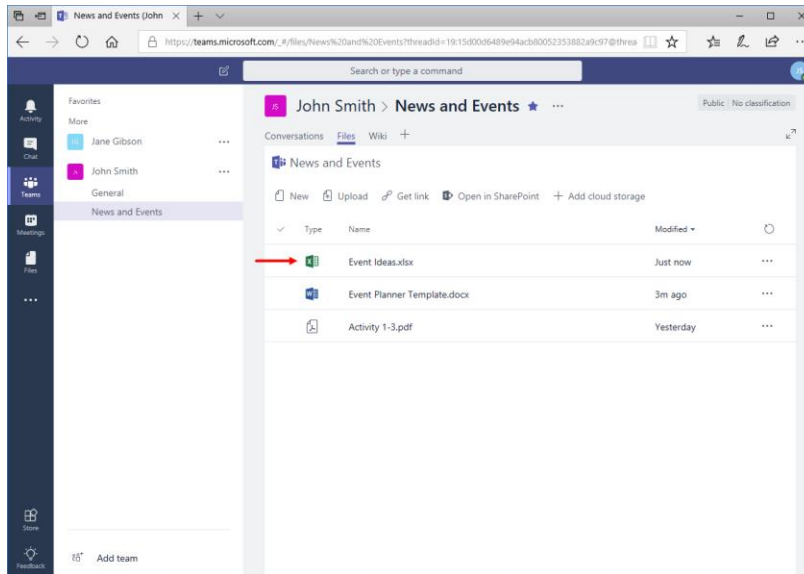 News and Events (John
https://teams.microsoft.com/_#/files/News%20and%20Events?threadId=19:15d00d6489e94acb80052353882a9c97@threa
Search or type a command
Activity
Chat
Teams
Meetings
Files
Store
Feedback
Favorites
More
JG Jane Gibson
JS John Smith
General
News and Events
Add team
JS John Smith > News and Events
Public No classification
Conversations Files Wiki
News and Events
New Upload Get link Open in SharePoint Add cloud storage
Type Name Modified
Event Ideas.xlsx Just now
Event Planner Template.docx 3m ago
Activity 1-3.pdf Yesterday